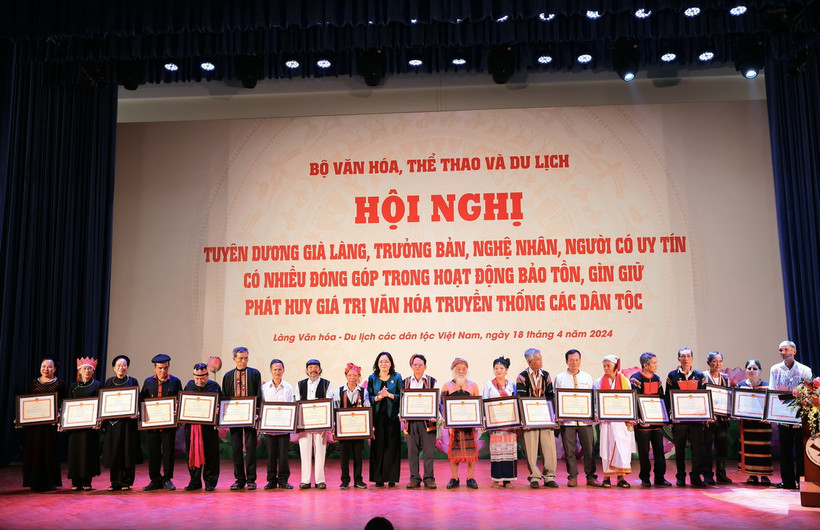 BỘ VĂN HÓA, THỂ THAO VÀ DU LỊCH
HỘI NGHỊ
TUYÊN DƯƠNG GIÀ LÀNG, TRƯỞNG BẢN, NGHỆ NHÂN, NGƯỜI CÓ UY TÍN
CÓ NHIỀU ĐÓNG GÓP TRONG HOẠT ĐỘNG BẢO TỒN, GÌN GIỮ
PHÁT HUY GIÁ TRỊ VĂN HÓA TRUYỀN THỐNG CÁC DÂN TỘC
Làng Văn hóa - Du lịch các dân tộc Việt Nam, ngày 18 tháng 4 năm 2024